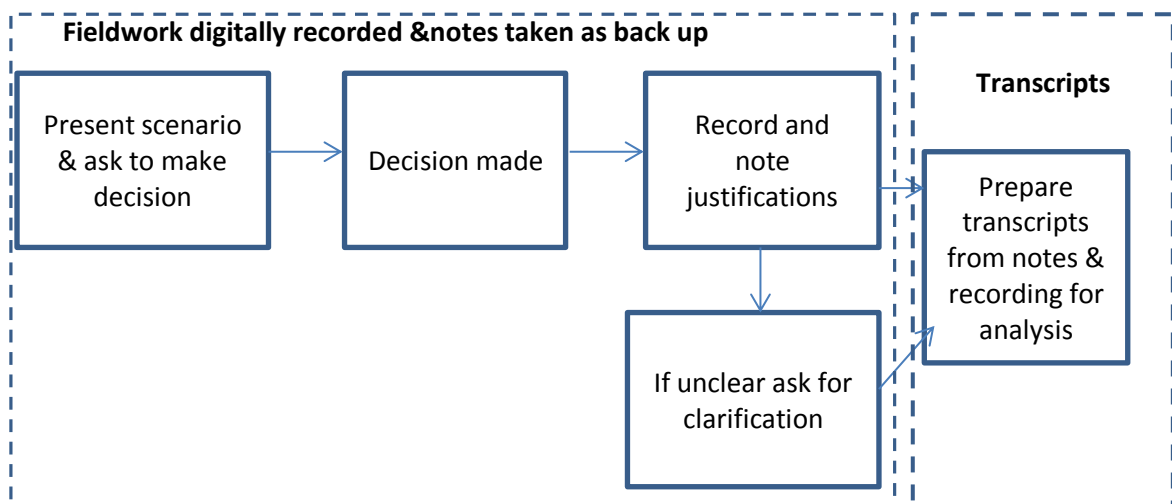 Fieldwork digitally recorded &notes taken as back up
Transcripts
Present scenario
& ask to make
decision
Decision made
Record and
note
justifications
Prepare
transcripts
from notes &
recording for
analysis
If unclear ask for
clarification